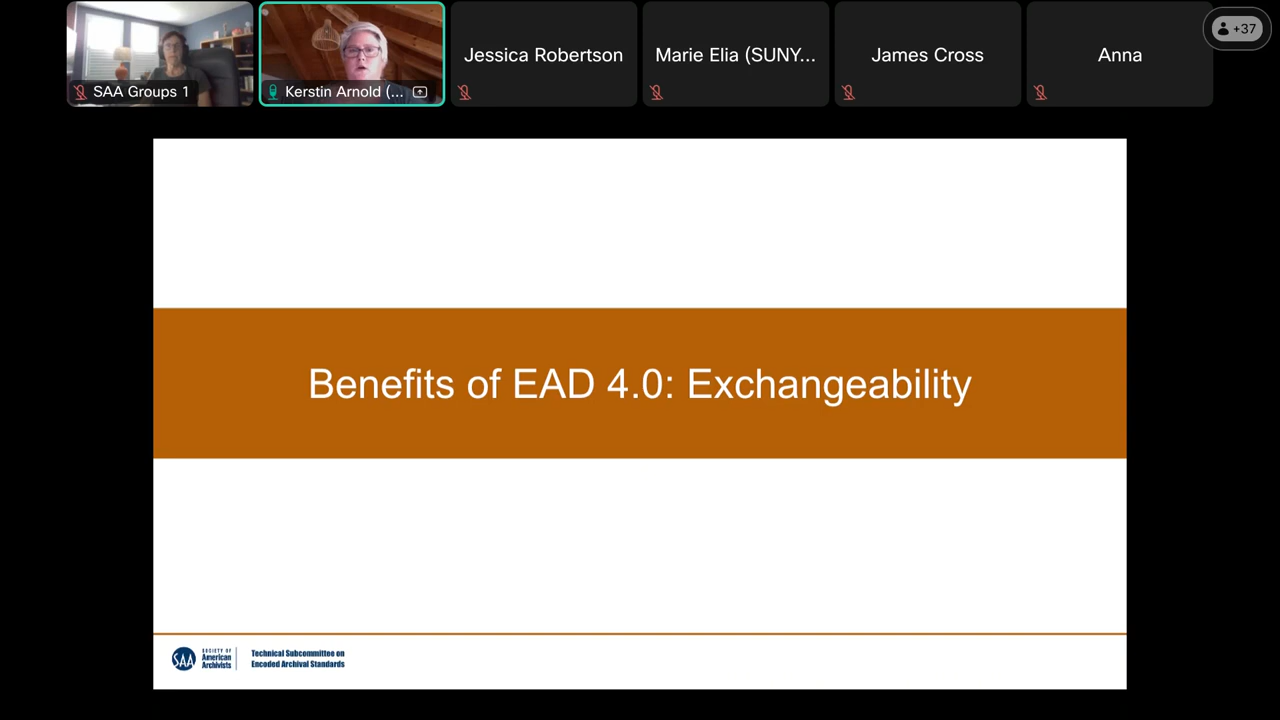 SAA Groups 1
Kerstin Arnold (...
Jessica Robertson
Marie Elia (SUNY...
James Cross
Anna
+37
Benefits of EAD 4.0: Exchangeability
SAA
SOCIETY OF
American
Archivists
Technical Subcommittee on
Encoded Archival Standards